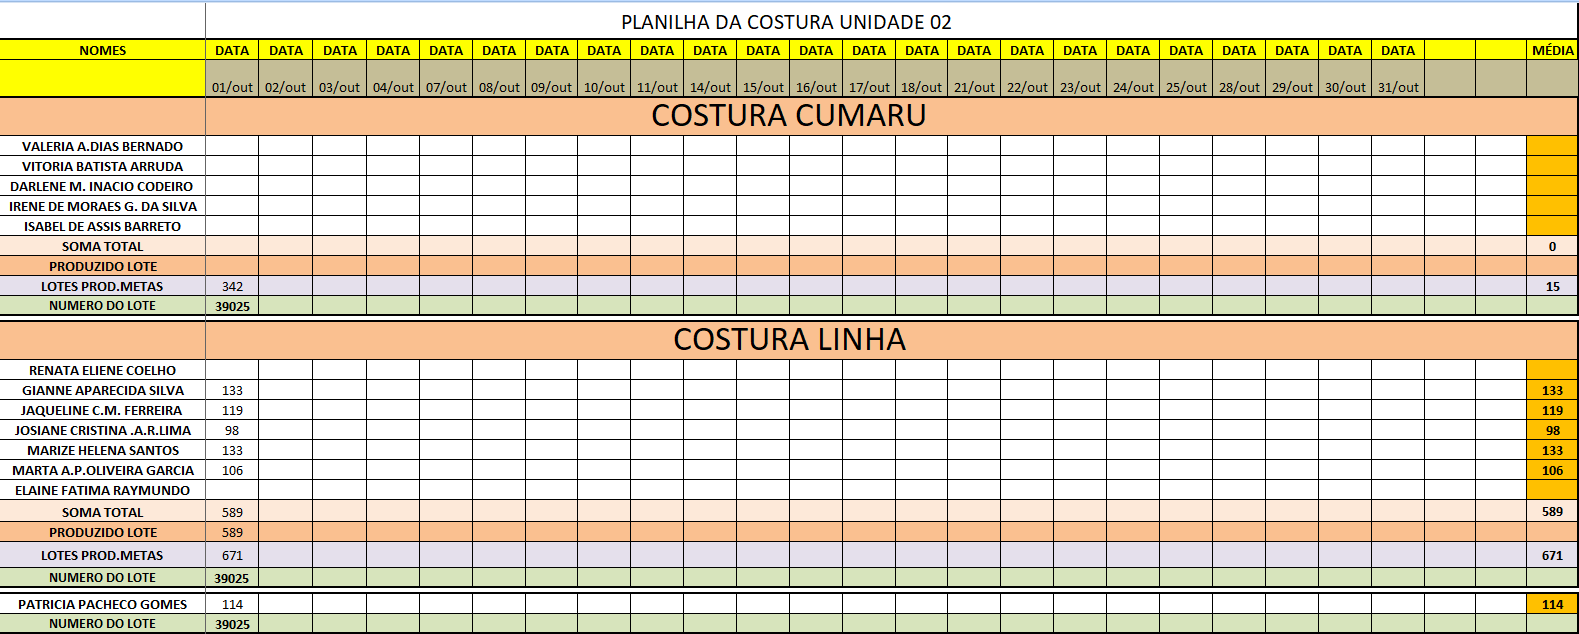 PLANILHA DA COSTURA UNIDADE 02
NOMES DATA DATA DATA DATA DATA DATA DATA DATA DATA DATA DATA DATA DATA DATA DATA DATA DATA DATA DATA DATA DATA DATA DATA MÉDIA
01/out 02/out 03/out 04/out 07/out 08/out 09/out 10/out 11/out 14/out 15/out 16/out 17/out 18/out 21/out 22/out 23/out 24/out 25/out 28/out 29/out 30/out 31/out
COSTURA CUMARU
VALERIA A.DIAS BERNADO
VITORIA BATISTA ARRUDA
DARLENE M. INACIO CODEIRO
IRENE DE MORAES G. DA SILVA
ISABEL DE ASSIS BARRETO
SOMA TOTAL 0
PRODUZIDO LOTE
LOTES PROD.METAS 342 15
NUMERO DO LOTE 39025
COSTURA LINHA
RENATA ELIENE COELHO
GIANNE APARECIDA SILVA 133 133
JAQUELINE C.M. FERREIRA 119 119
JOSIANE CRISTINA .A.R.LIMA 98 98
MARIZE HELENA SANTOS 133 133
MARTA A.P.OLIVEIRA GARCIA 106 106
ELAINE FATIMA RAYMUNDO
SOMA TOTAL 589 589
PRODUZIDO LOTE 589
LOTES PROD.METAS 671 671
NUMERO DO LOTE 39025
PATRICIA PACHECO GOMES 114 114
NUMERO DO LOTE 39025